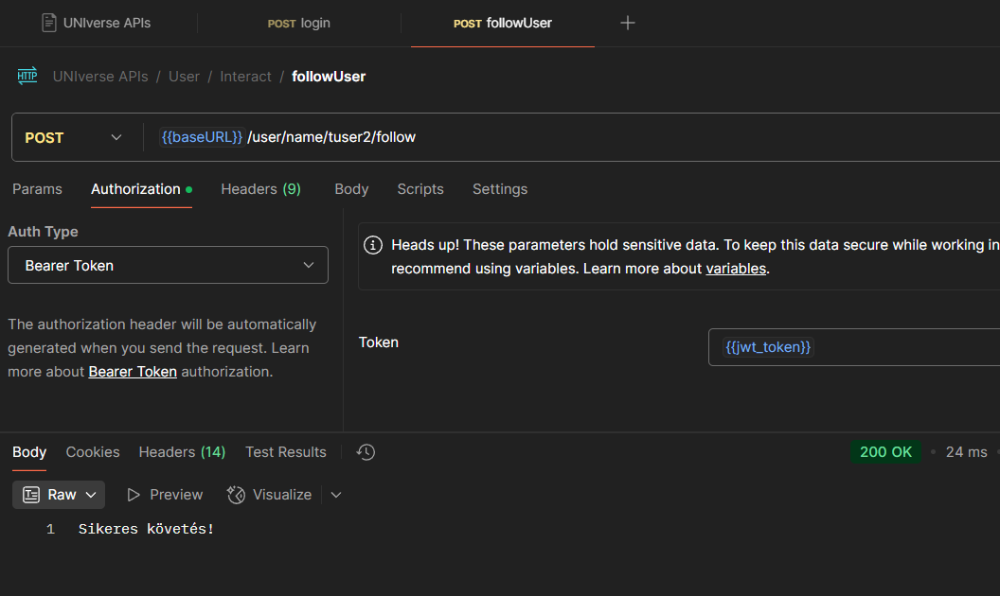 UNIverse APIs
POST login
POST followUser
HTTP UNIverse APIs / User / Interact / followUser
POST {{baseURL}}/user/name/tuser2/follow
Params Authorization Headers (9) Body Scripts Settings
Auth Type
Bearer Token
The authorization header will be automatically
generated when you send the request. Learn
more about Bearer Token authorization.
Heads up! These parameters hold sensitive data. To keep this data secure while working in
recommend using variables. Learn more about variables.
Token
{{jwt_token}}
Body Cookies Headers (14) Test Results
200 OK • 24 ms
Raw Preview Visualize
1 Sikeres követés!